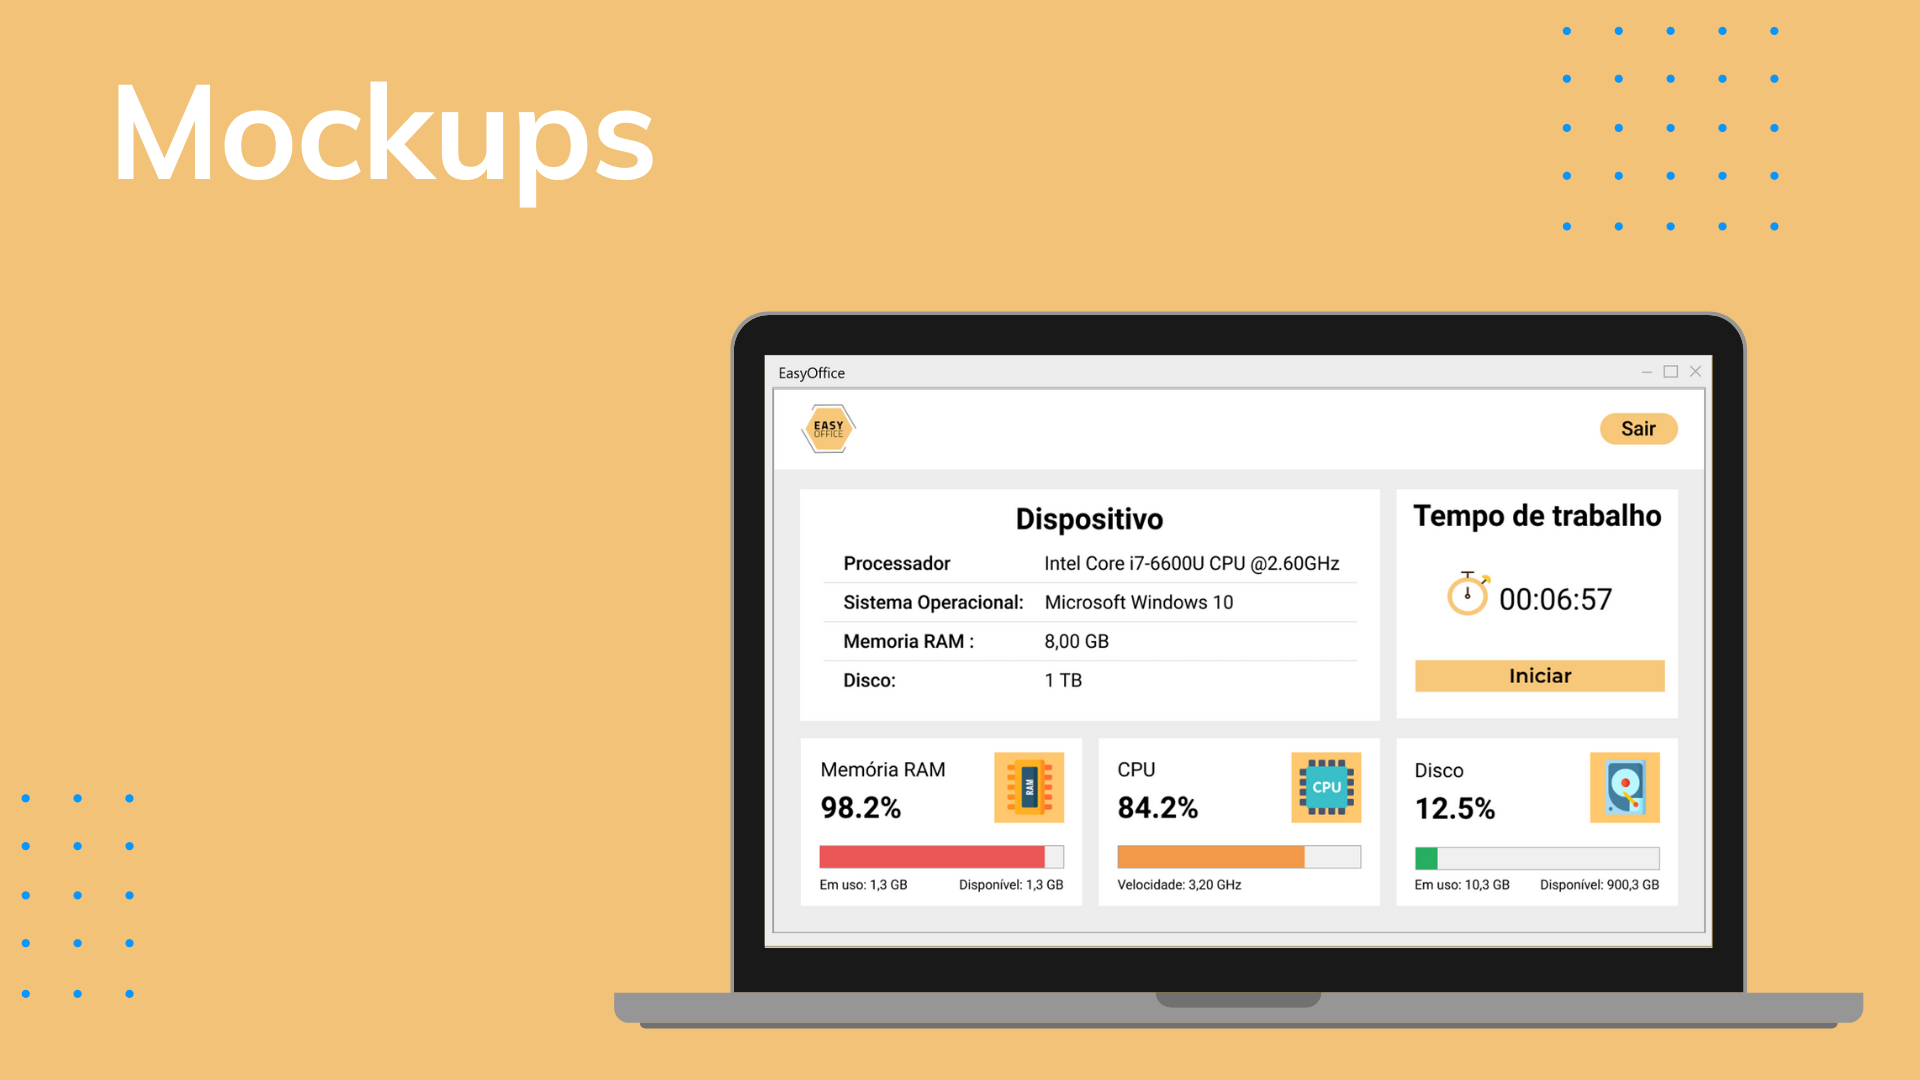 Mockups
EasyOffice
EASY
OFFICE
Sair
Dispositivo
Processador Intel Core i7-6600U CPU @2.60GHz
Sistema Operacional: Microsoft Windows 10
Memoria RAM : 8,00 GB
Disco: 1 TB
Tempo de trabalho
00:06:57
Iniciar
Memória RAM
98.2%
RAM
Em uso: 1,3 GB Disponível: 1,3 GB
CPU
84.2%
CPU
Velocidade: 3,20 GHz
Disco
12.5%
Em uso: 10,3 GB Disponível: 900,3 GB